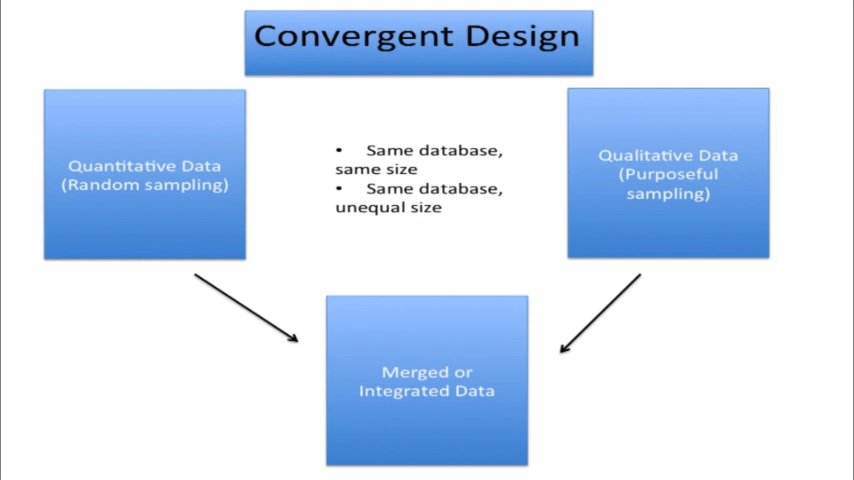 Convergent Design
Quantitative Data
(Random sampling)
• Same database,
same size
• Same database,
unequal size
Qualitative Data
(Purposeful
sampling)
Merged or
Integrated Data